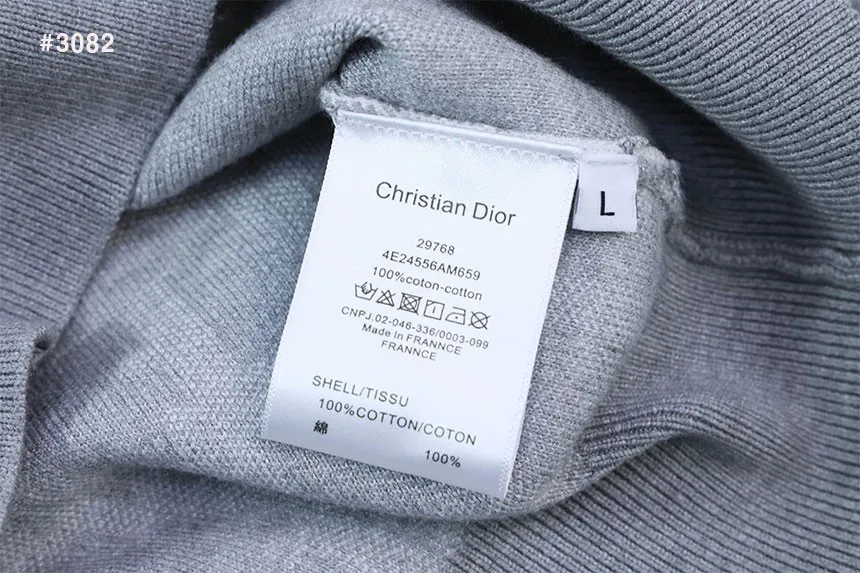 #3082
Christian Dior
L
29768
4E24556AM659
100%coton-cotton
CNPJ.02-046-336/0003-099
Made In FRANNCE
FRANNCE
SHELL/TISSU
100%COTTON/COTON
綿
100%